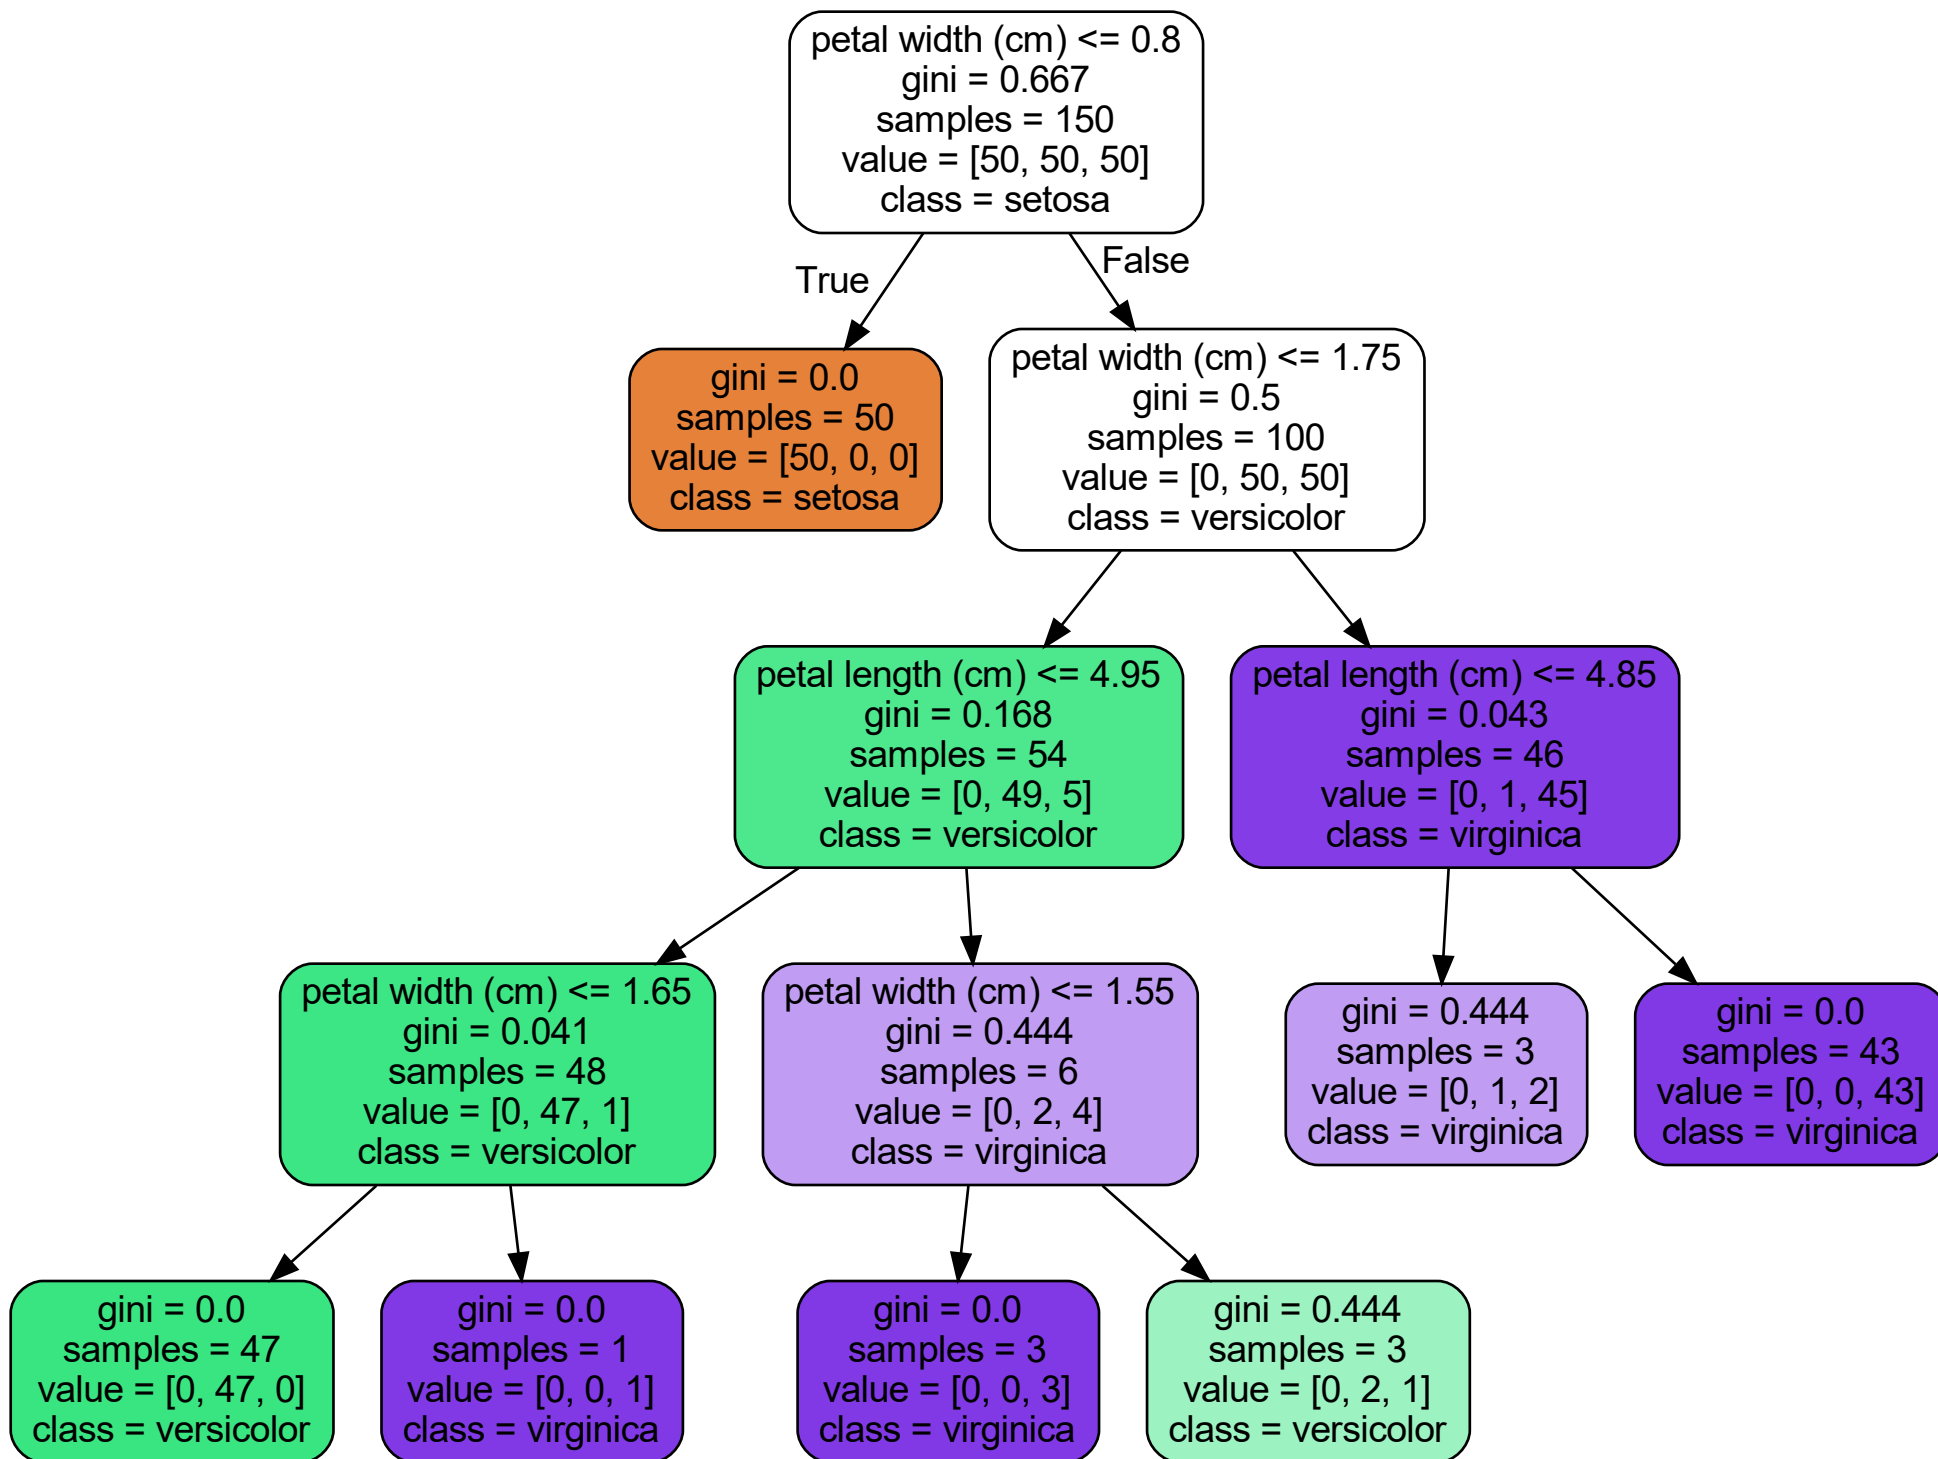 petal width (cm) <= 0.8
gini = 0.667
samples = 150
value = [50, 50, 50]
class = setosa
True
False
gini = 0.0
samples = 50
value = [50, 0, 0]
class = setosa
petal width (cm) <= 1.75
gini = 0.5
samples = 100
value = [0, 50, 50]
class = versicolor
petal length (cm) <= 4.95
gini = 0.168
samples = 54
value = [0, 49, 5]
class = versicolor
petal length (cm) <= 4.85
gini = 0.043
samples = 46
value = [0, 1, 45]
class = virginica
petal width (cm) <= 1.65
gini = 0.041
samples = 48
value = [0, 47, 1]
class = versicolor
petal width (cm) <= 1.55
gini = 0.444
samples = 6
value = [0, 2, 4]
class = virginica
gini = 0.444
samples = 3
value = [0, 1, 2]
class = virginica
gini = 0.0
samples = 43
value = [0, 0, 43]
class = virginica
gini = 0.0
samples = 47
value = [0, 47, 0]
class = versicolor
gini = 0.0
samples = 1
value = [0, 0, 1]
class = virginica
gini = 0.0
samples = 3
value = [0, 0, 3]
class = virginica
gini = 0.444
samples = 3
value = [0, 2, 1]
class = versicolor